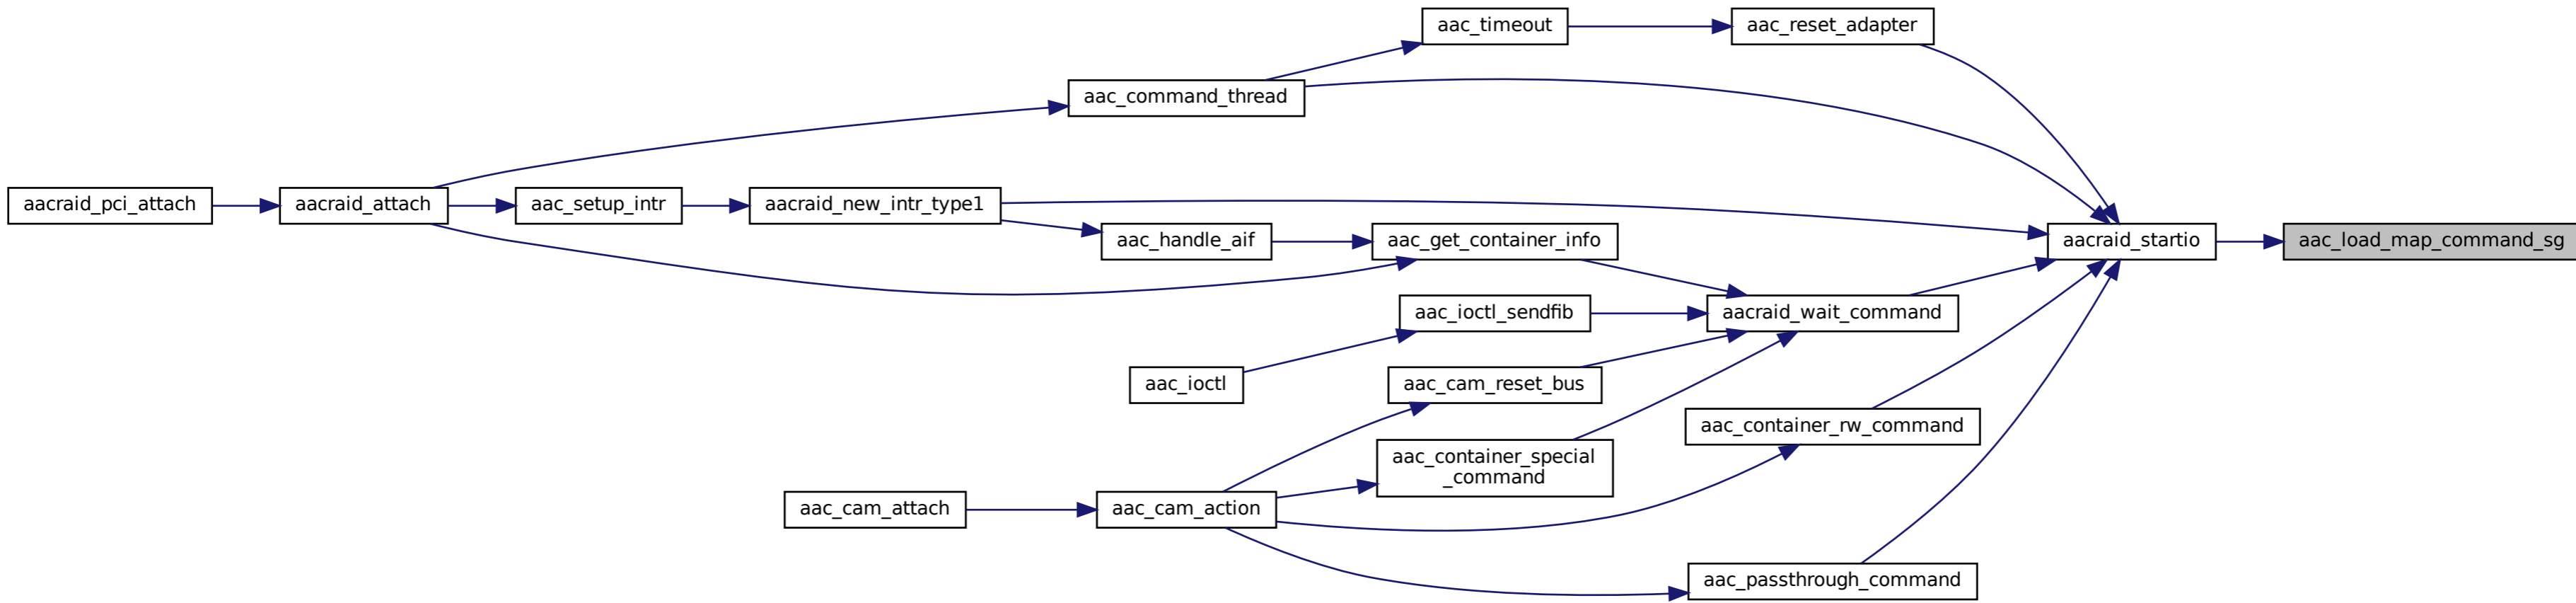 aac_timeout
aac_reset_adapter
aac_command_thread
aacraid_pci_attach
aacraid_attach
aac_setup_intr
aacraid_new_intr_type1
aac_handle_aif
aac_get_container_info
aacraid_startio
aac_load_map_command_sg
aac_ioctl_sendfib
aacraid_wait_command
aac_ioctl
aac_cam_reset_bus
aac_container_rw_command
aac_container_special
_command
aac_cam_attach
aac_cam_action
aac_passthrough_command